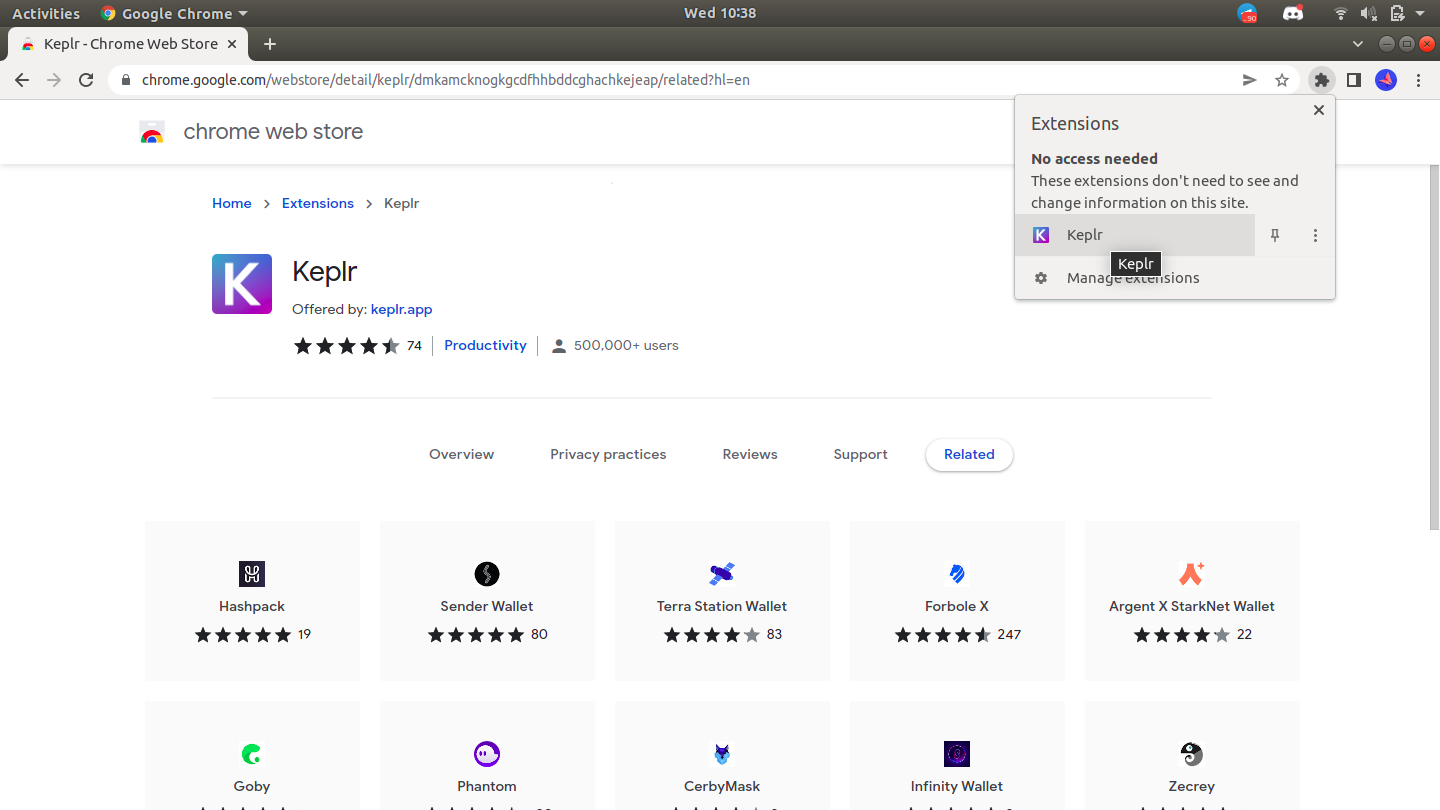 Activities Google Chrome Wed 10:38 90
Keplr - Chrome Web Store
chrome.google.com/webstore/detail/keplr/dmkamcknogkgcdfhhbddcghachkejeap/related?hl=en
chrome web store
Extensions
No access needed
These extensions don't need to see and
change information on this site.
K Keplr
Keplr
Manage extensions
Home Extensions Keplr
K
Keplr
Offered by: keplr.app
74 Productivity 500,000+ users
Overview Privacy practices Reviews Support Related
Hashpack Sender Wallet Terra Station Wallet Forbole X Argent X StarkNet Wallet
19 80 83 247 22
Goby Phantom CerbyMask Infinity Wallet Zecrey